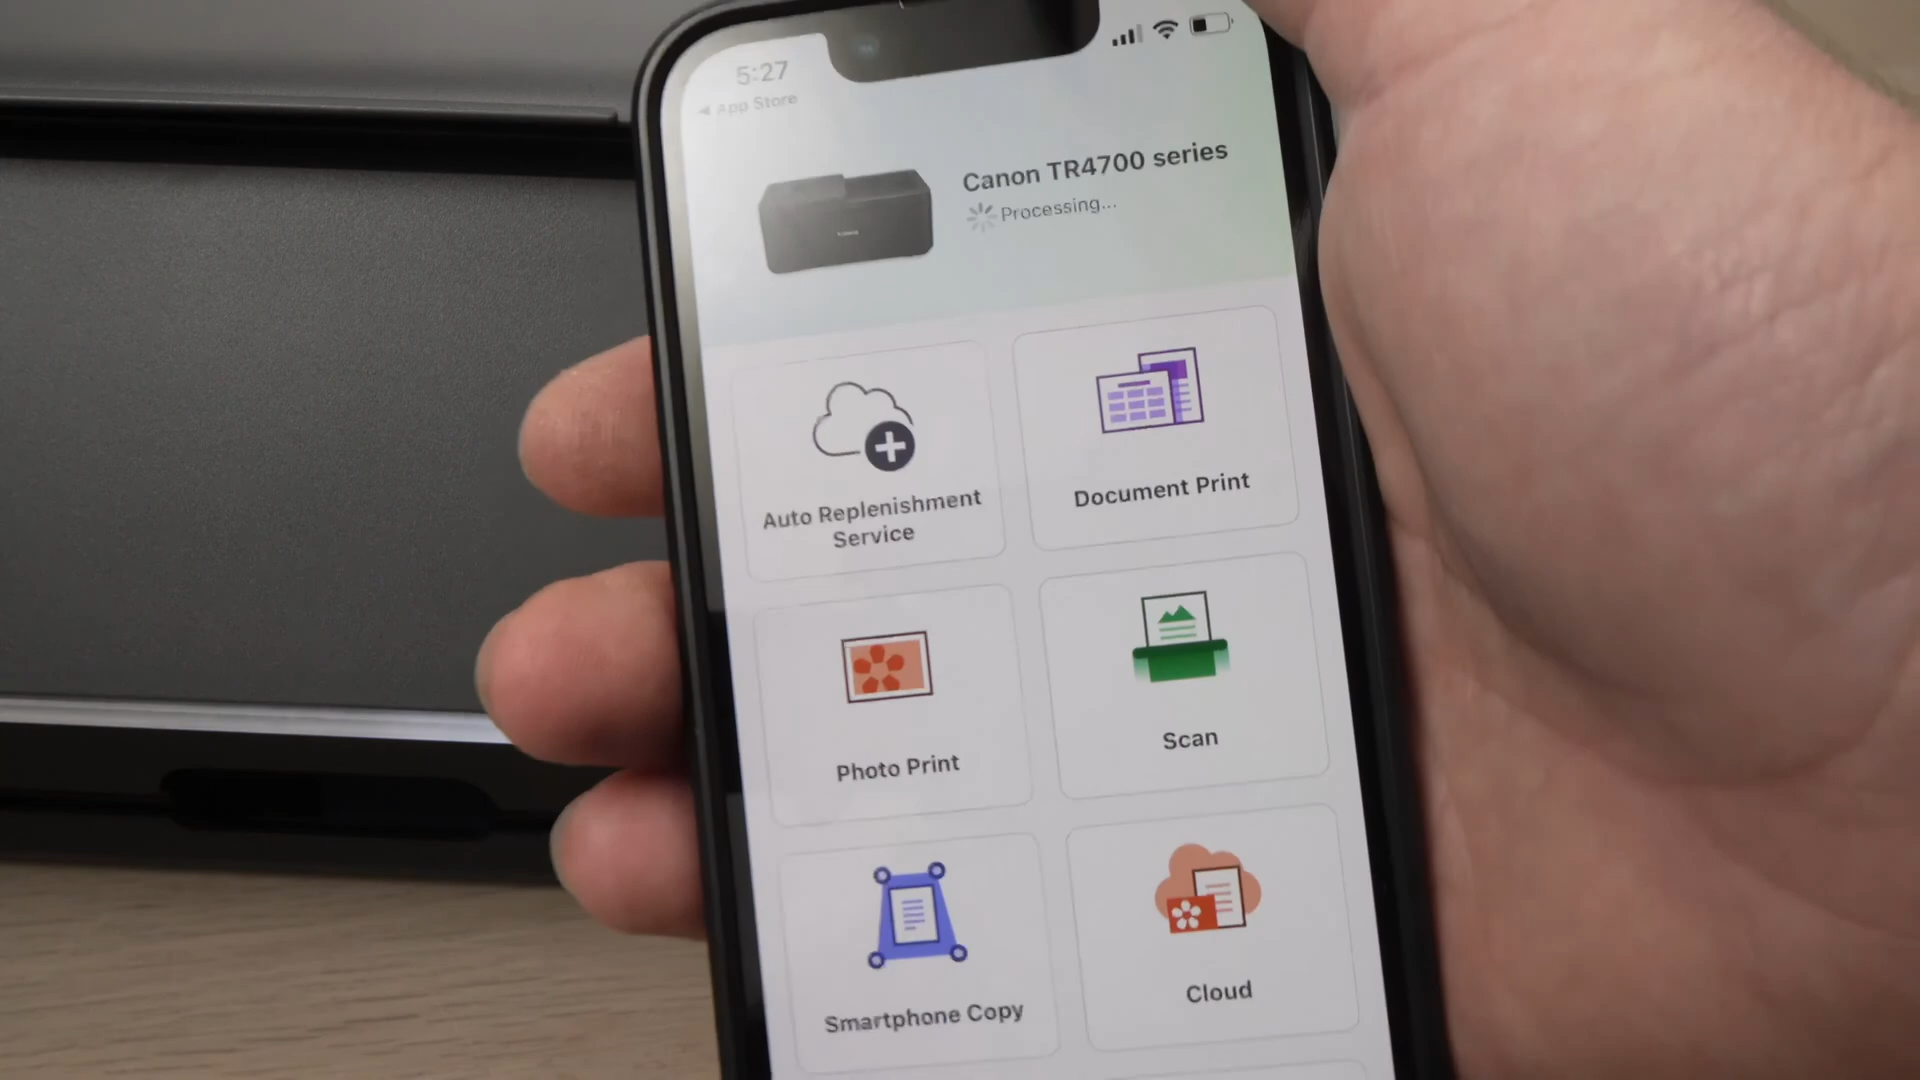 5:27
◀ App Store
Canon TR4700 series
Processing...
Auto Replenishment
Service
Document Print
Photo Print
Scan
Smartphone Copy
Cloud